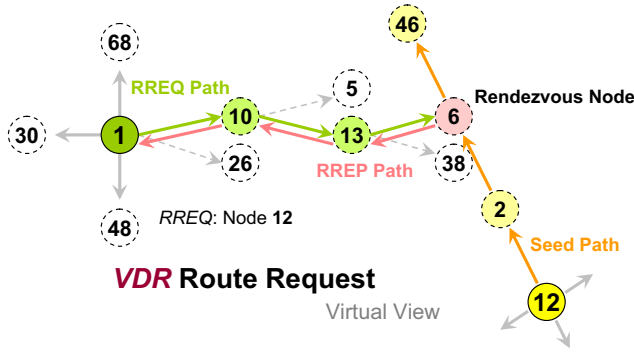 46
68
RREQ Path
5
10
6
Rendezvous Node
30
1
13
26
RREP Path
38
48
RREQ: Node 12
2
Seed Path
VDR Route Request
12
Virtual View